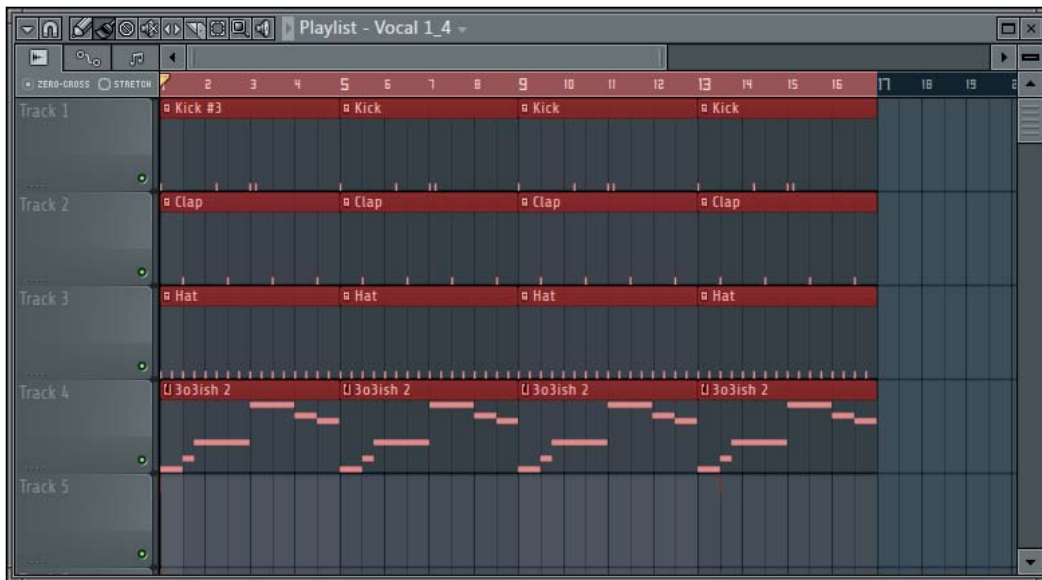 Playlist - Vocal 1_4
ZERO-CROSS STRETCH 2 3 4 5 6 7 8 9 10 11 12 13 14 15 16 17 18 19
Track 1 Kick #3 Kick Kick Kick
Track 2 Clap Clap Clap Clap
Track 3 Hat Hat Hat Hat
Track 4 3o3ish 2 3o3ish 2 3o3ish 2 3o3ish 2
Track 5